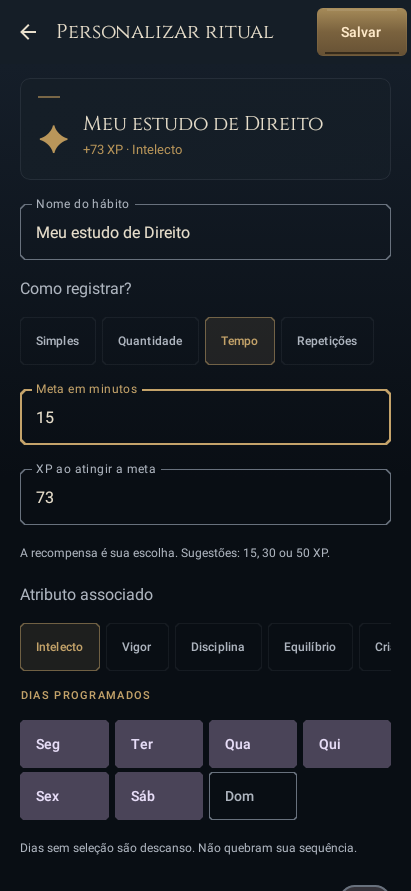 Personalizar ritual
Salvar
Meu estudo de Direito
+73 XP · Intelecto
Nome do hábito
Meu estudo de Direito
Como registrar?
Simples
Quantidade
Tempo
Repetições
Meta em minutos
15
XP ao atingir a meta
73
A recompensa é sua escolha. Sugestões: 15, 30 ou 50 XP.
Atributo associado
Intelecto
Vigor
Disciplina
Equilíbrio
DIAS PROGRAMADOS
Seg
Ter
Qua
Qui
Sex
Sáb
Dom
Dias sem seleção são descanso. Não quebram sua sequência.